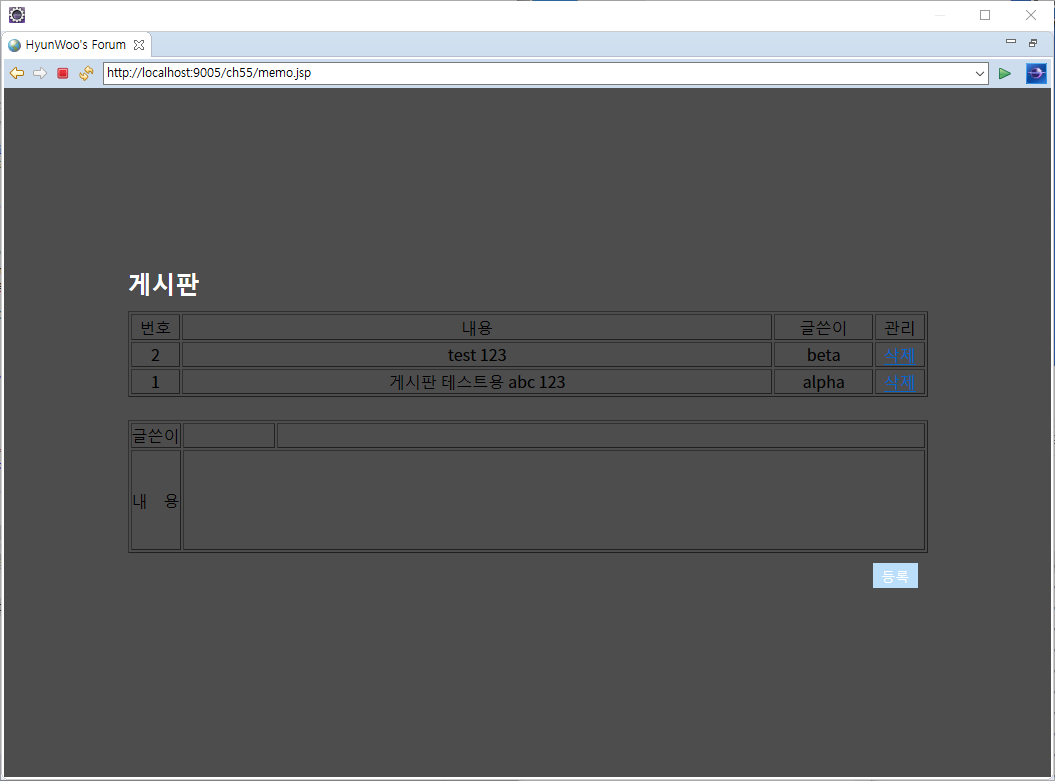 HyunWoo's Forum
http://localhost:9005/ch55/memo.jsp
게시판
번호 내용 글쓴이 관리
2 test 123 beta 삭제
1 게시판 테스트용 abc 123 alpha 삭제
글쓴이
내 용
등록